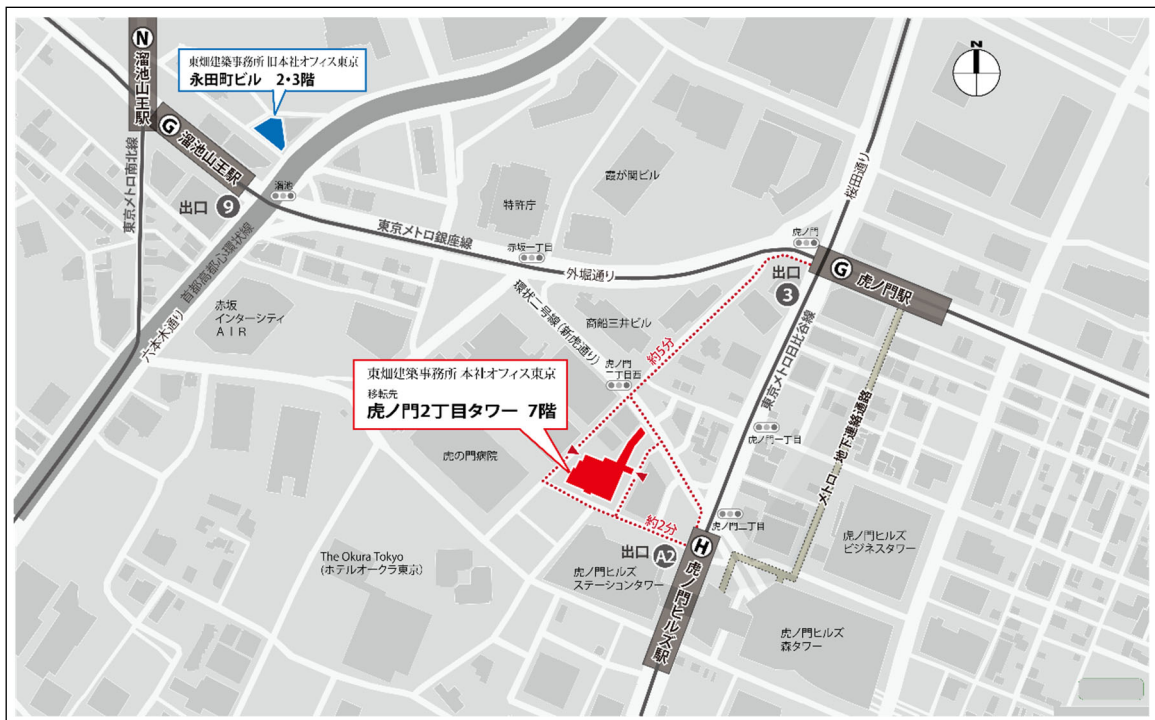 N
溜池山王駅
G
溜池山王駅
出口 9
東京メトロ南北線
東畑建築事務所 旧本社オフィス東京
永田町ビル 2・3階
N
溜池
首都高都心環状線
六本木通り
東京メトロ銀座線
特許庁
霞が関ビル
赤坂一丁目
外堀通り
桜田通り
虎ノ門
出口
3
G
虎ノ門駅
赤坂
インターシティ
AIR
環状二号線(新虎通り)
商船三井ビル
約5分
東京メトロ日比谷線
虎ノ門
二丁目西
東畑建築事務所 本社オフィス東京
移転先
虎ノ門2丁目タワー 7階
虎の門病院
虎ノ門一丁目
メトロ 地下連絡通路
約2分
虎ノ門二丁目
出口 A2
H
虎ノ門ヒルズ駅
虎ノ門ヒルズ
ステーションタワー
虎ノ門ヒルズ
ビジネスタワー
The Okura Tokyo
(ホテルオークラ東京)
虎ノ門ヒルズ
森タワー